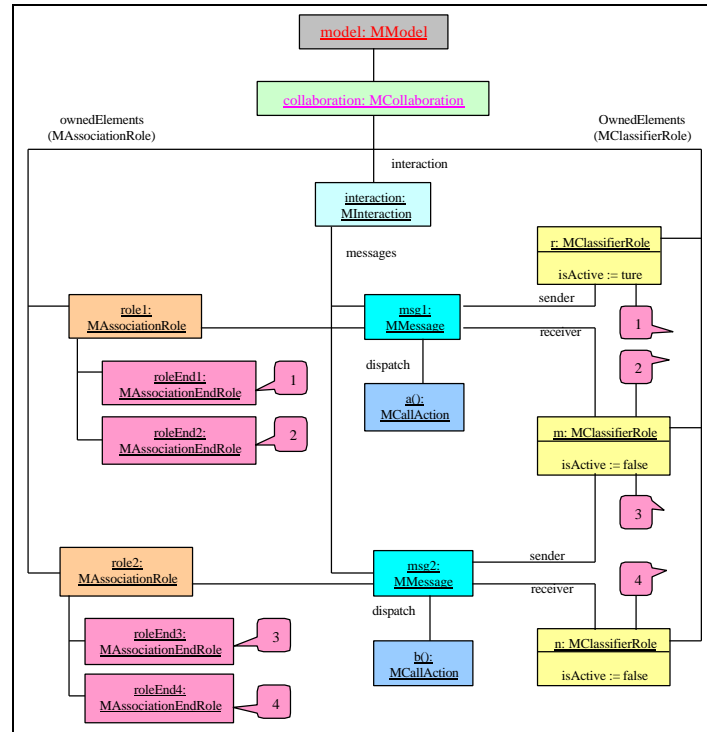 model: MModel
collaboration: MCollaboration
ownedElements
(MAssociationRole)
OwnedElements
(MClassifierRole)
interaction
interaction:
MInteraction
messages
r: MClassifierRole
isActive := ture
sender
role1:
MAssociationRole
msg1:
MMessage
1
receiver
dispatch
2
roleEnd1:
MAssociationEndRole
1
a():
MCallAction
roleEnd2:
MAssociationEndRole
2
m: MClassifierRole
isActive := false
3
sender
role2:
MAssociationRole
msg2:
MMessage
4
receiver
dispatch
roleEnd3:
MAssociationEndRole
3
b():
MCallAction
n: MClassifierRole
isActive := false
roleEnd4:
MAssociationEndRole
4